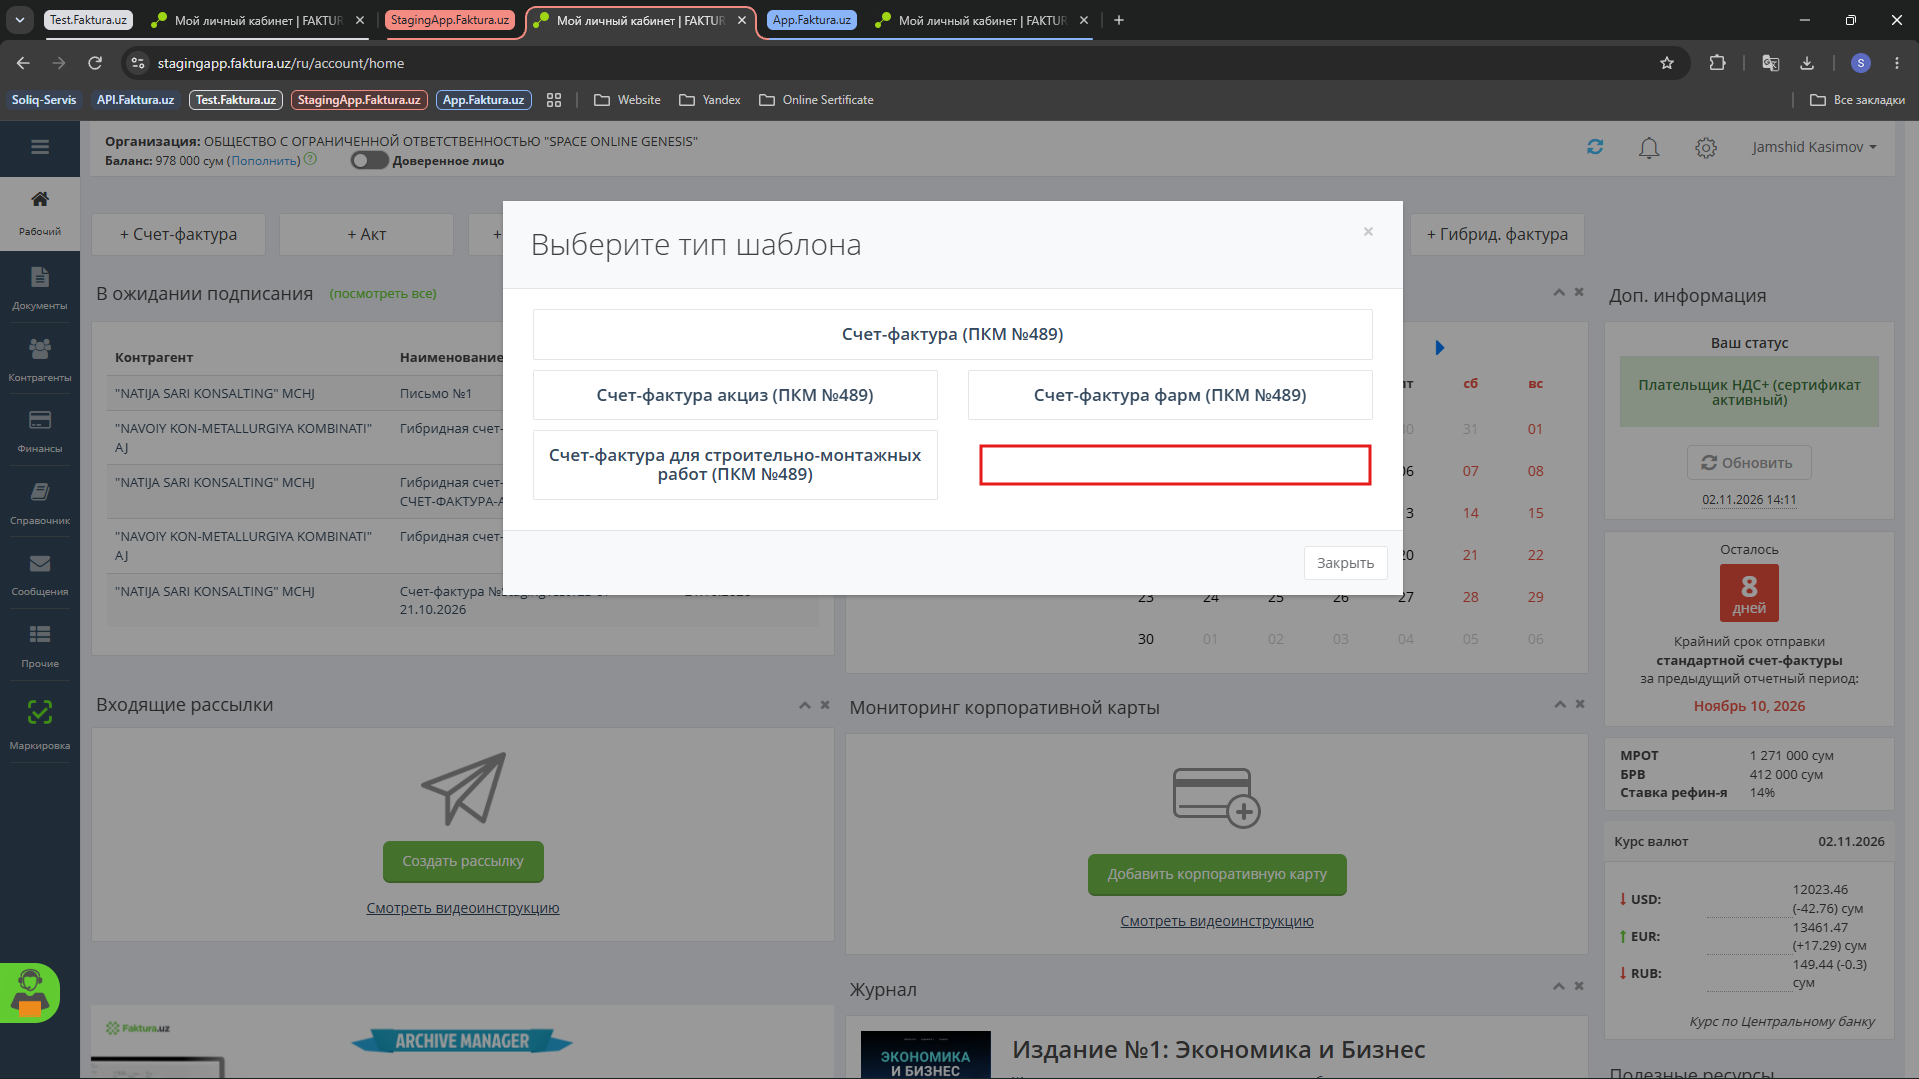 Test.Faktura.uz
Мой личный кабинет | FAKTUR
StagingApp.Faktura.uz
Мой личный кабинет | FAKTUR
App.Faktura.uz
Мой личный кабинет | FAKTUR
stagingapp.faktura.uz/ru/account/home
S
Soliq-Servis
API.Faktura.uz
Test.Faktura.uz
StagingApp.Faktura.uz
App.Faktura.uz
Website
Yandex
Online Sertificate
Все закладки
Организация: ОБЩЕСТВО С ОГРАНИЧЕННОЙ ОТВЕТСТВЕННОСТЬЮ "SPACE ONLINE GENESIS"
Баланс: 978 000 сум (Пополнить) ?
Доверенное лицо
Jamshid Kasimov
Рабочий
Документы
Контрагенты
Финансы
Справочник
Сообщения
Прочие
Маркировка
+ Счет-фактура
+ Акт
+
+ Гибрид. фактура
Выберите тип шаблона
×
Счет-фактура (ПКМ №489)
Счет-фактура акциз (ПКМ №489)
Счет-фактура фарм (ПКМ №489)
Счет-фактура для строительно-монтажных
работ (ПКМ №489)
Закрыть
В ожидании подписания (посмотреть все)
Контрагент
Наименование
"NATIJA SARI KONSALTING" MCHJ
Письмо №1
"NAVOIY KON-METALLURGIYA KOMBINATI"
AJ
Гибридная счет-
"NATIJA SARI KONSALTING" MCHJ
Гибридная счет-
СЧЕТ-ФАКТУРА-А
"NAVOIY KON-METALLURGIYA KOMBINATI"
AJ
Гибридная счет-
"NATIJA SARI KONSALTING" MCHJ
21.10.2026
сб вс
31 01
07 08
14 15
21 22
23 24 25 26 27 28 29
30 01 02 03 04 05 06
Доп. информация
Ваш статус
Плательщик НДС+ (сертификат
активный)
Обновить
02.11.2026 14:11
Осталось
8
дней
Крайний срок отправки
стандартной счет-фактуры
за предыдущий отчетный период:
Ноябрь 10, 2026
МРОТ 1 271 000 сум
БРВ 412 000 сум
Ставка рефин-я 14%
Курс валют 02.11.2026
USD: 12023.46
(-42.76) сум
EUR: 13461.47
(+17.29) сум
RUB: 149.44 (-0.3)
сум
Курс по Центральному банку
Полезные ресурсы
Входящие рассылки
Создать рассылку
Смотреть видеоинструкцию
Мониторинг корпоративной карты
Добавить корпоративную карту
Смотреть видеоинструкцию
Faktura.uz
ARCHIVE MANAGER
Журнал
ЭКОНОМИКА
И БИЗНЕС
Издание №1: Экономика и Бизнес